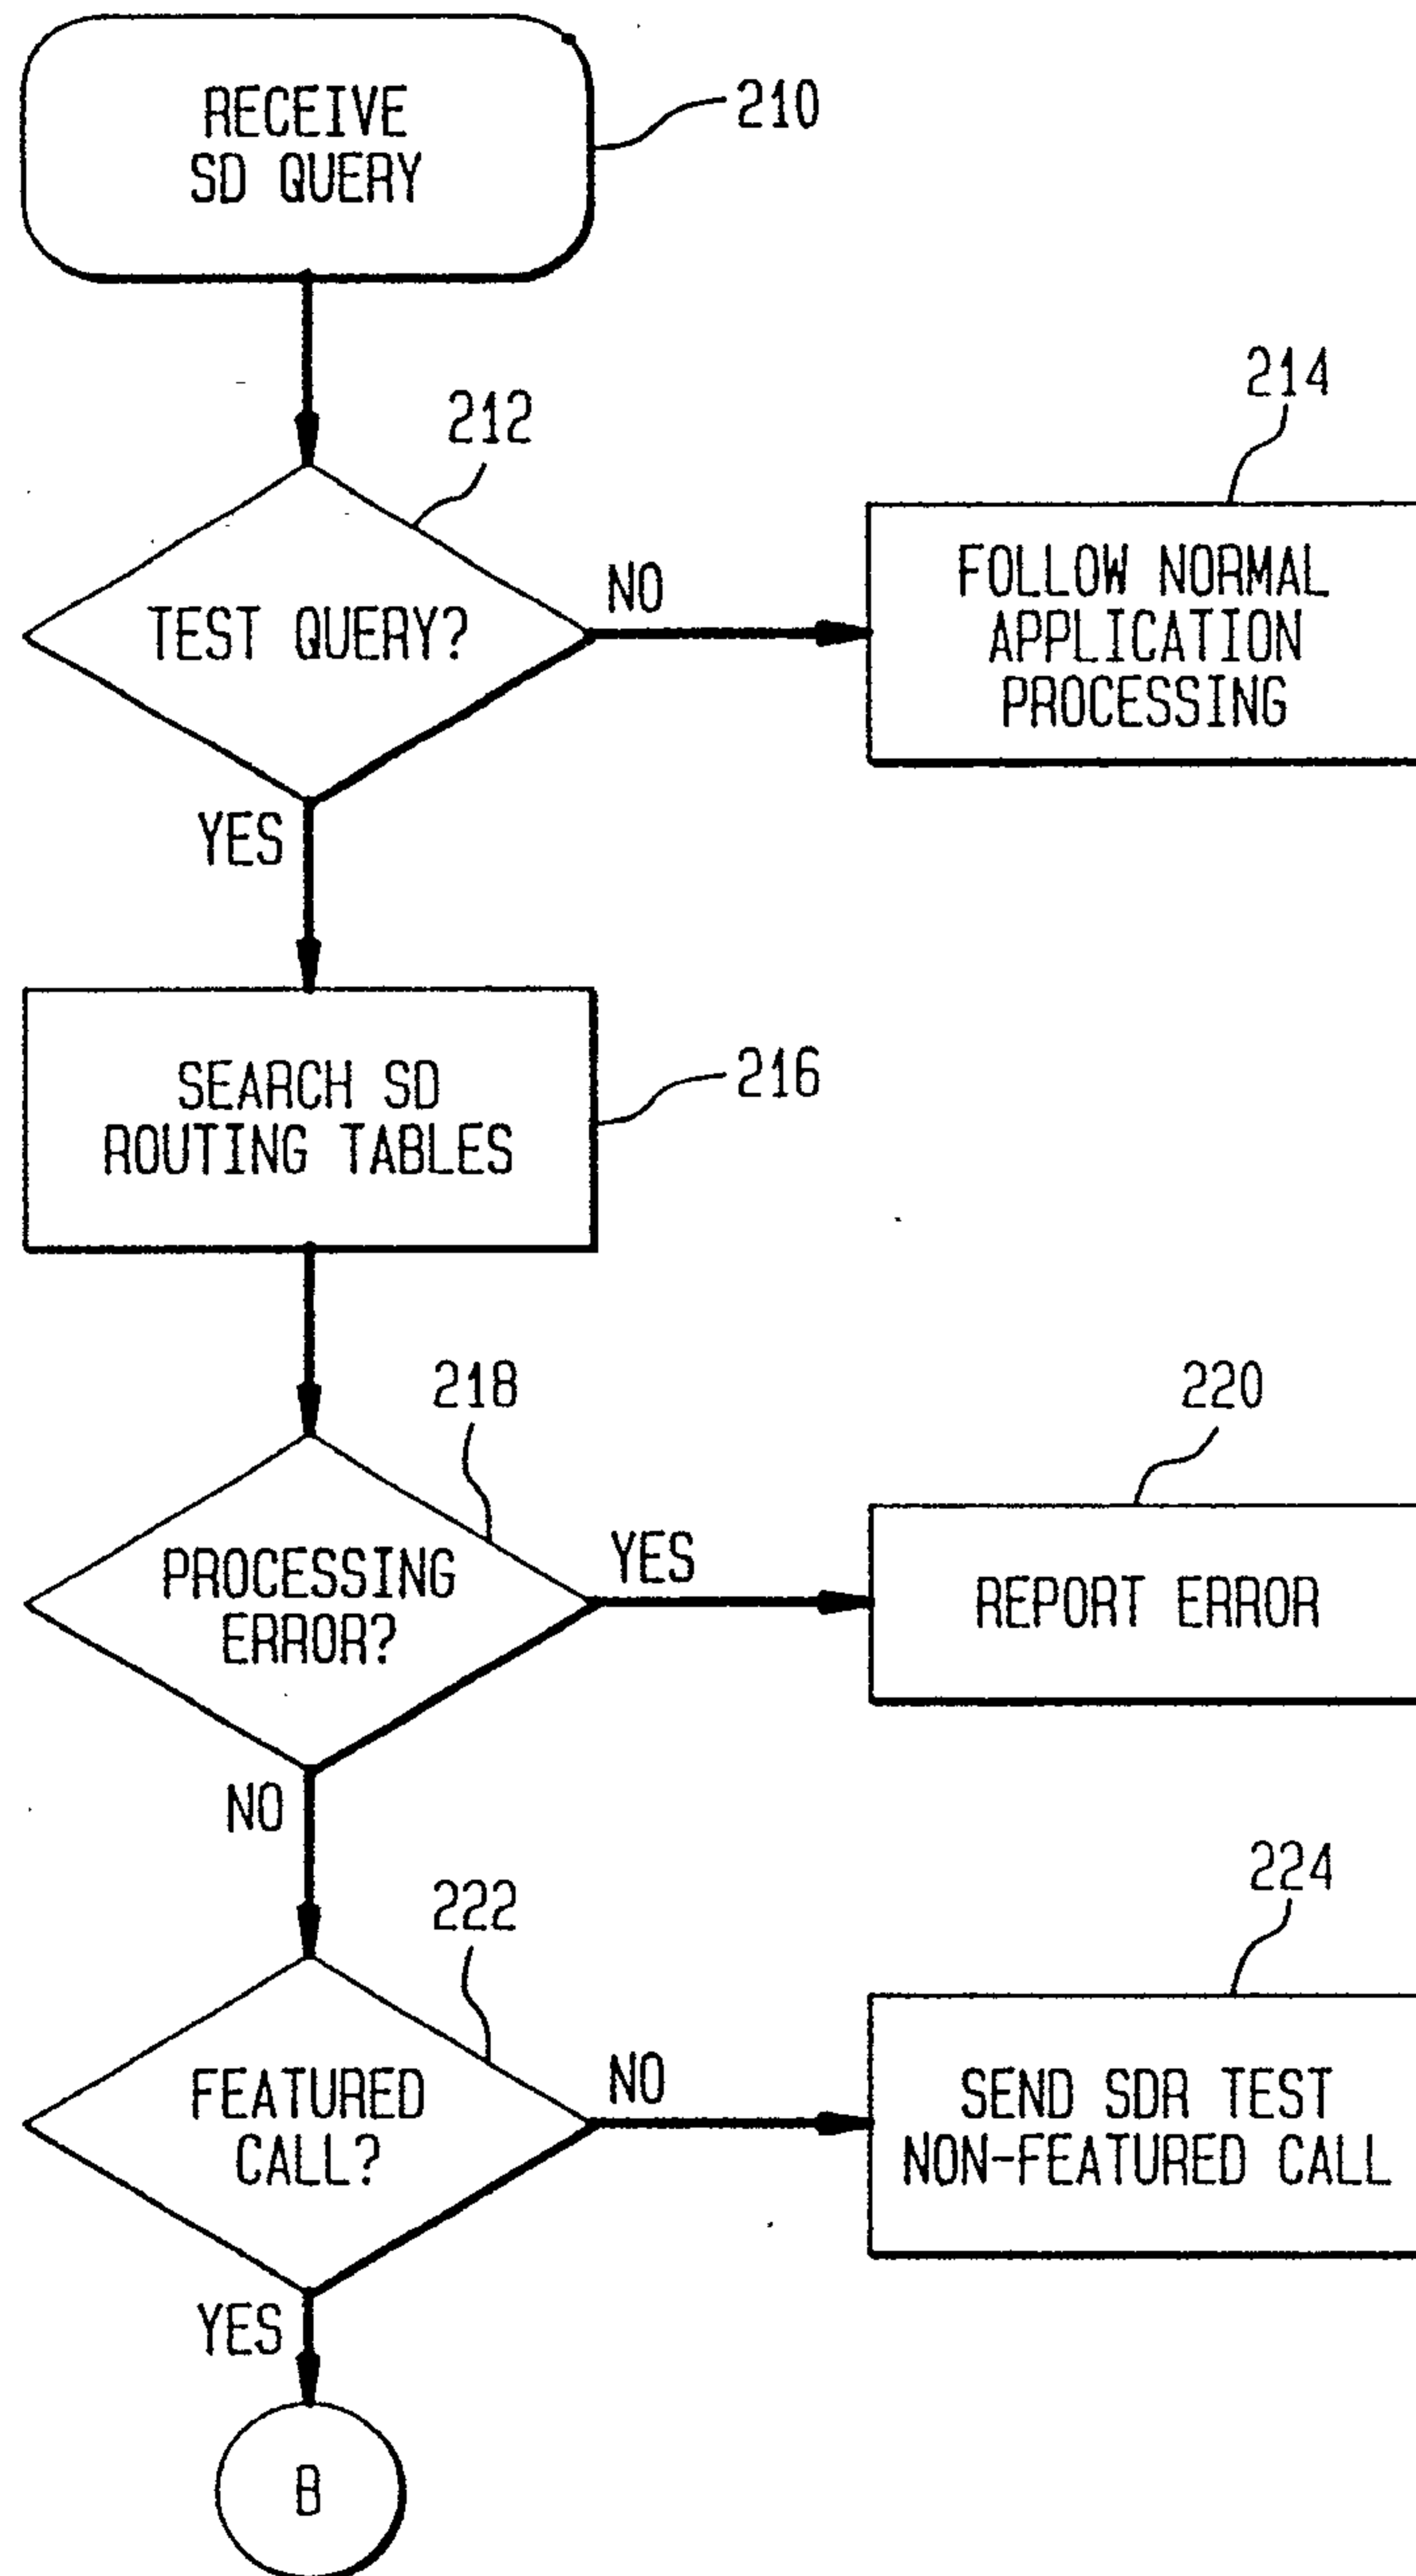 RECEIVE
SD QUERY
210
212
TEST QUERY?
NO
214
FOLLOW NORMAL
APPLICATION
PROCESSING
YES
SEARCH SD
ROUTING TABLES
216
218
PROCESSING
ERROR?
YES
220
REPORT ERROR
NO
222
FEATURED
CALL?
NO
224
SEND SDR TEST
NON-FEATURED CALL
YES
B